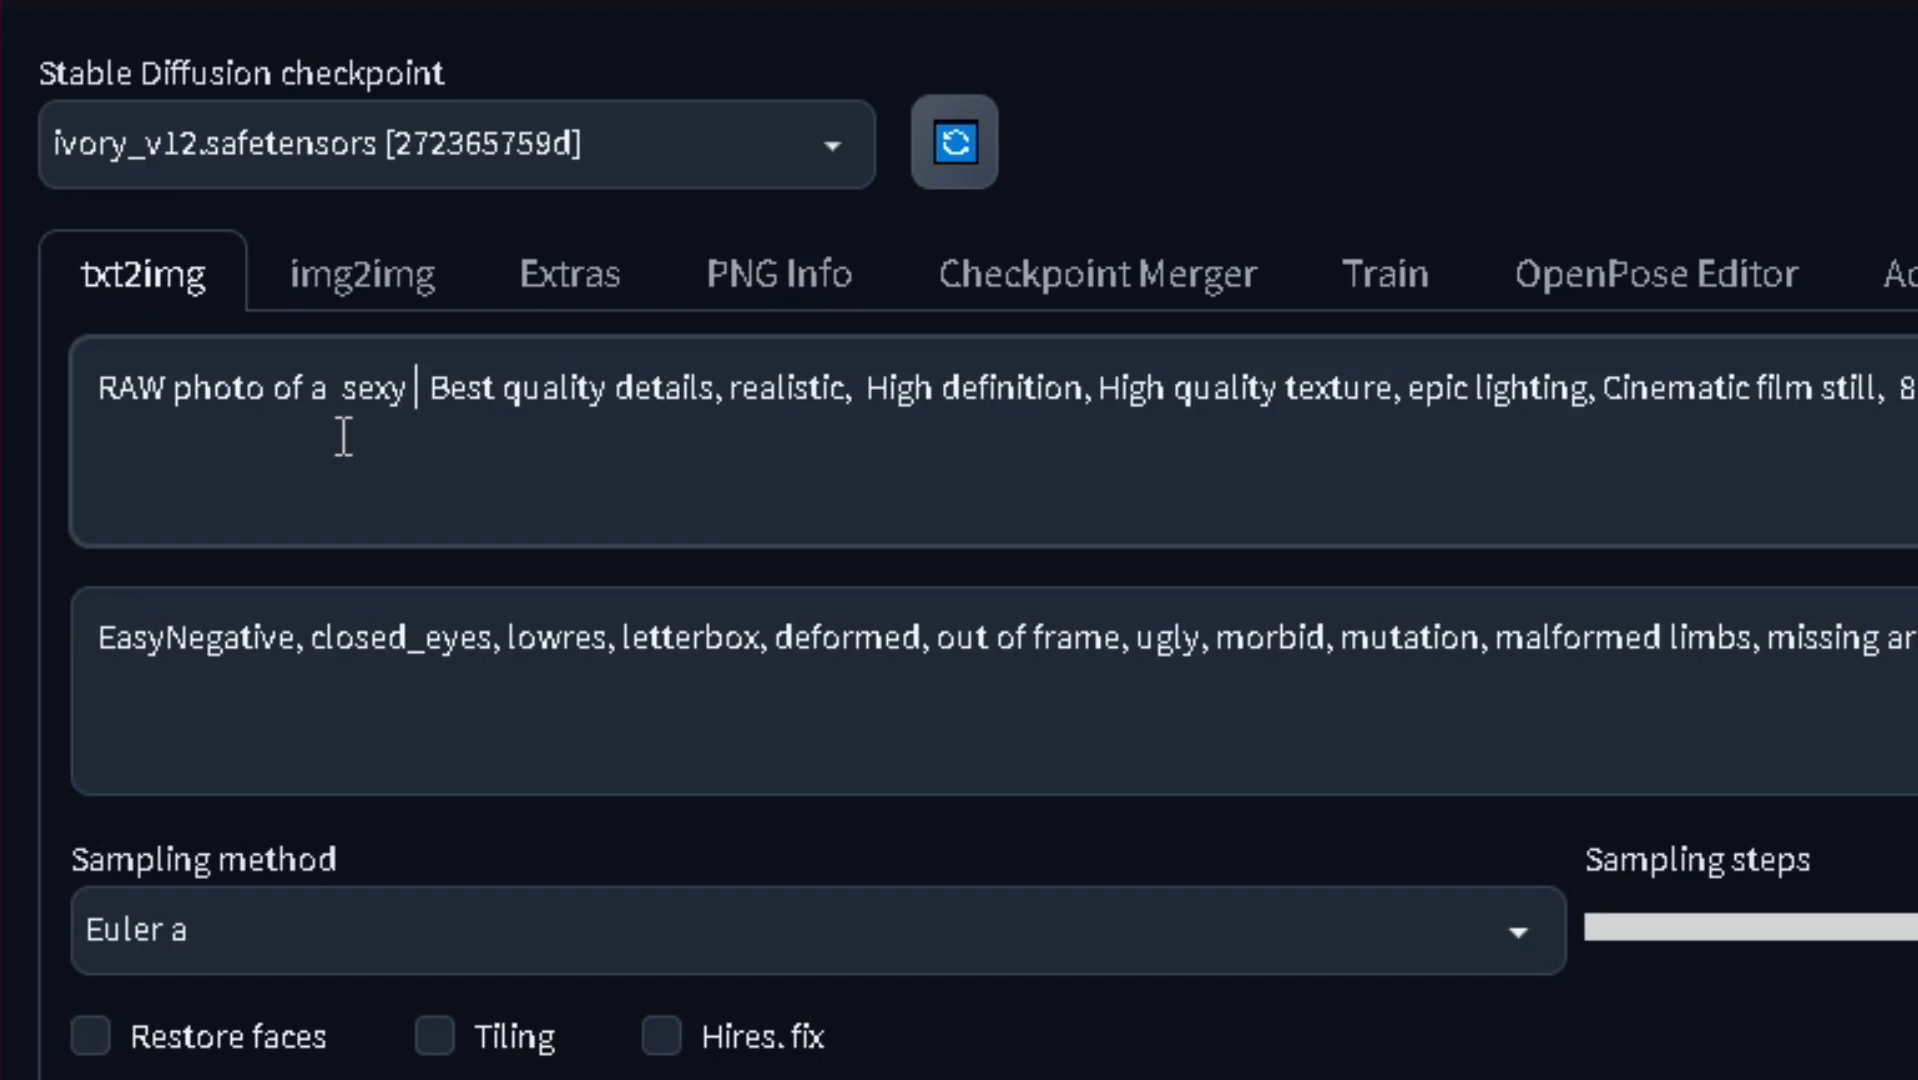 Stable Diffusion checkpoint
ivory_v12.safetensors [272365759d]
txt2img img2img Extras PNG Info Checkpoint Merger Train OpenPose Editor
RAW photo of a sexy Best quality details, realistic, High definition, High quality texture, epic lighting, Cinematic film still, 8
EasyNegative, closed_eyes, lowres, letterbox, deformed, out of frame, ugly, morbid, mutation, malformed limbs, missing ar
Sampling method Sampling steps
Euler a
Restore faces Tiling Hires. fix